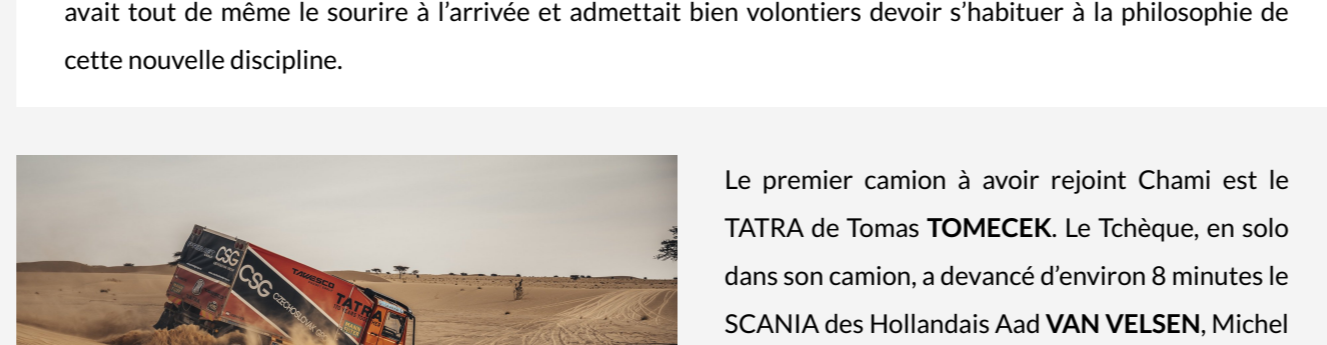 avait tout de même le sourire à l’arrivée et admettait bien volontiers devoir s’habituer à la philosophie de
cette nouvelle discipline.
CSG
CSG
CZECHOSLOVAK
TATRA
Le premier camion à avoir rejoint Chami est le
TATRA de Tomas TOMECEK. Le Tchèque, en solo
dans son camion, a devancé d’environ 8 minutes le
SCANIA des Hollandais Aad VAN VELSEN, Michel